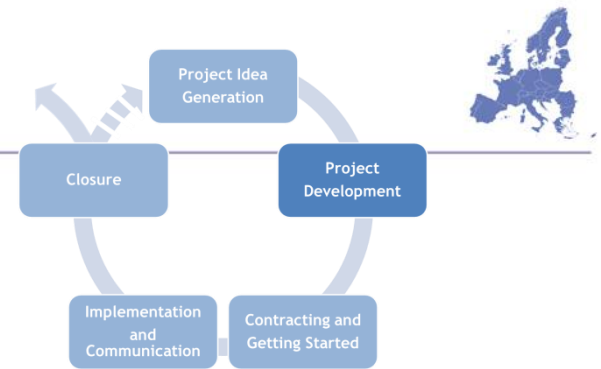 Project Idea
Generation
Project
Development
Contracting and
Getting Started
Implementation
and
Communication
Closure